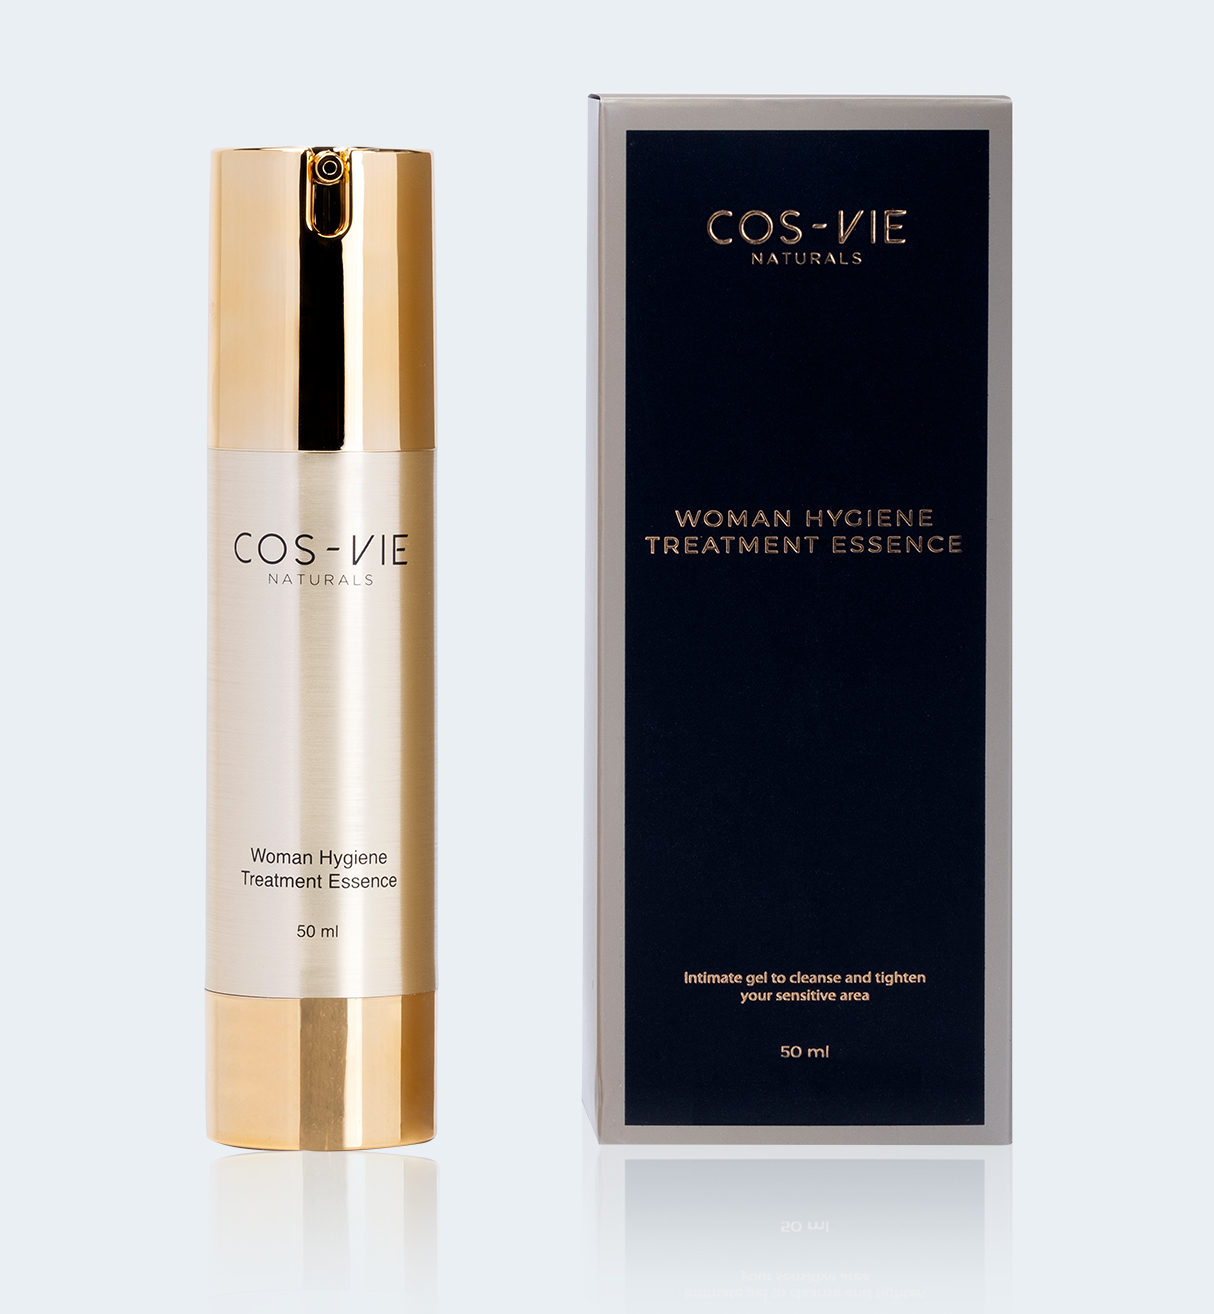 COS-VIE
NATURALS
Woman Hygiene
Treatment Essence
50 ml
COS-VIE
NATURALS
WOMAN HYGIENE
TREATMENT ESSENCE
Intimate gel to cleanse and tighten
your sensitive area
50 ml